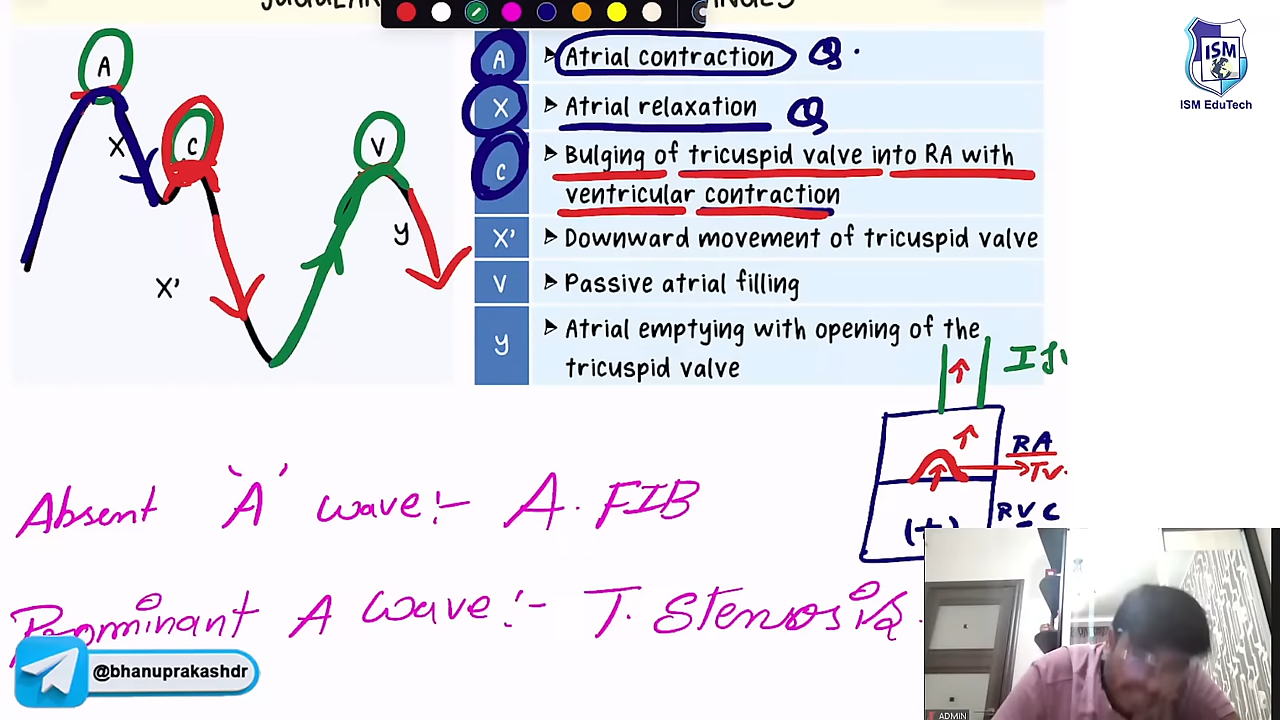 ISM
ISM EduTech
A
X
C
X'
V
y
A ➤ Atrial contraction Q
X ➤ Atrial relaxation Q
C ➤ Bulging of tricuspid valve into RA with
ventricular contraction
X' ➤ Downward movement of tricuspid valve
V ➤ Passive atrial filling
y ➤ Atrial emptying with opening of the
tricuspid valve
RA
TV.
RVC
(+)
Absent 'A' wave:- A. FIB
Prominant A wave:- T. Stenosis.
@bhanuprakashdr
ADMIN